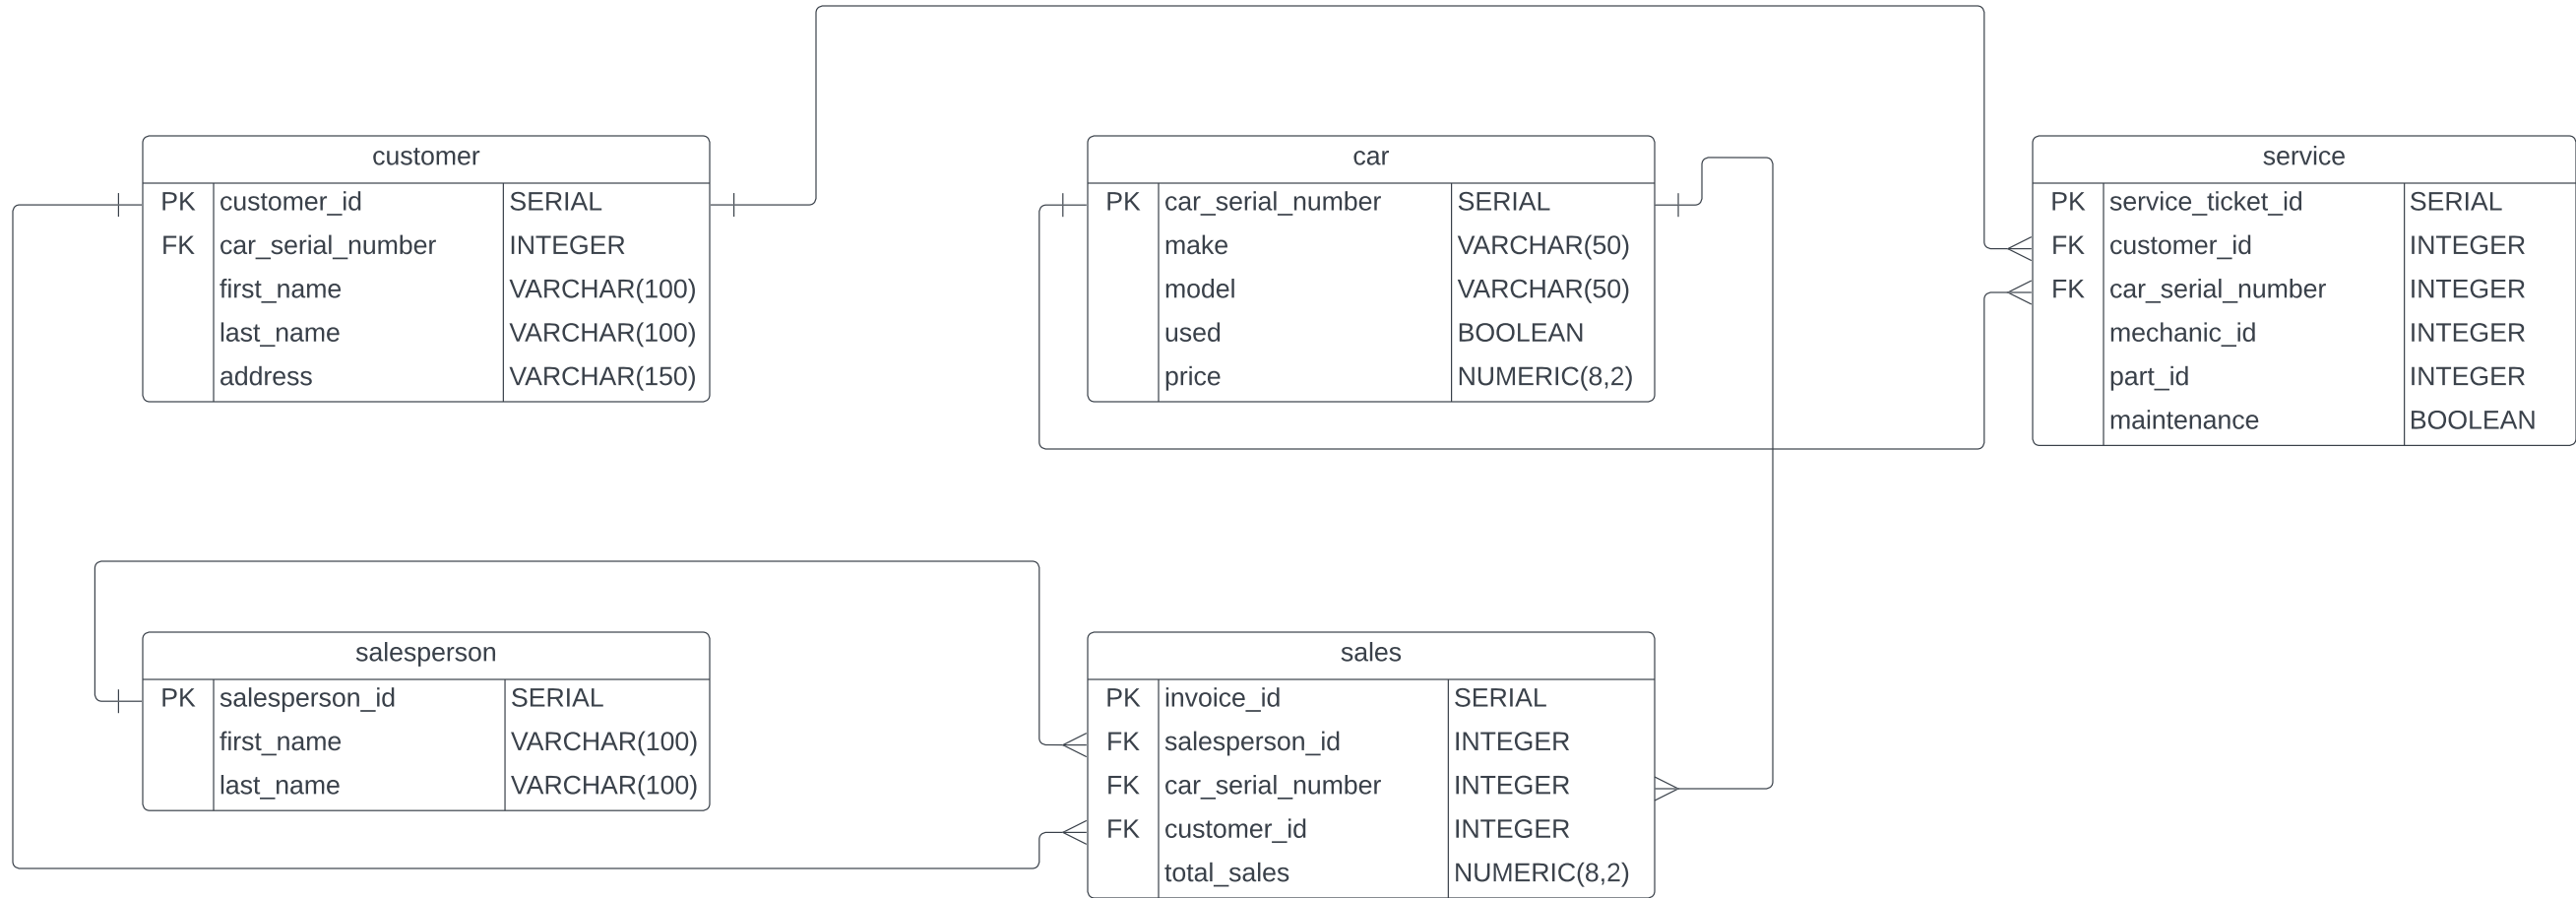 customer
PK customer_id SERIAL
FK car_serial_number INTEGER
first_name VARCHAR(100)
last_name VARCHAR(100)
address VARCHAR(150)
car
PK car_serial_number SERIAL
make VARCHAR(50)
model VARCHAR(50)
used BOOLEAN
price NUMERIC(8,2)
service
PK service_ticket_id SERIAL
FK customer_id INTEGER
FK car_serial_number INTEGER
mechanic_id INTEGER
part_id INTEGER
maintenance BOOLEAN
salesperson
PK salesperson_id SERIAL
first_name VARCHAR(100)
last_name VARCHAR(100)
sales
PK invoice_id SERIAL
FK salesperson_id INTEGER
FK car_serial_number INTEGER
FK customer_id INTEGER
total_sales NUMERIC(8,2)